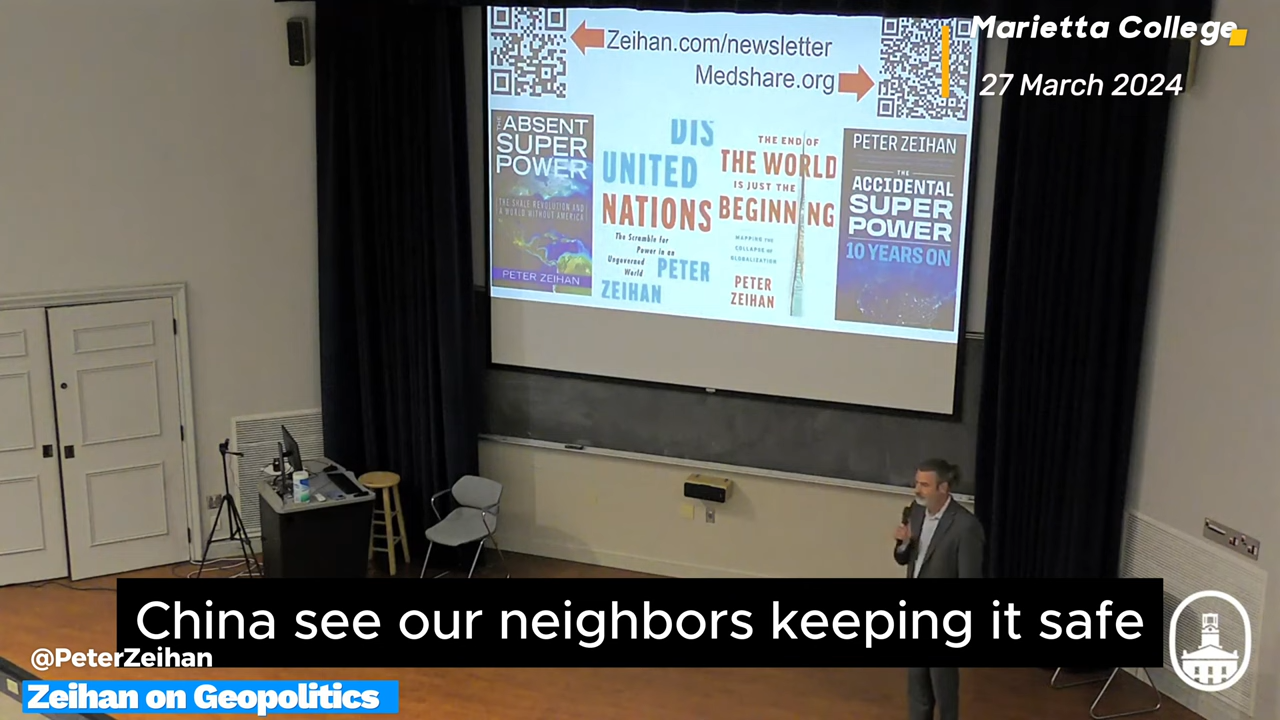 Marietta College
27 March 2024
Zeihan.com/newsletter
Medshare.org
THE
ABSENT
SUPER
POWER
THE SHALE REVOLUTION AND
A WORLD WITHOUT AMERICA
PETER ZEIHAN
DIS
UNITED
NATIONS
The Scramble for
Power in an
Ungoverned
World
PETER
ZEIHAN
THE END OF
THE WORLD
IS JUST THE
BEGINNING
MAPPING THE
COLLAPSE OF
GLOBALIZATION
PETER
ZEIHAN
PETER ZEIHAN
THE
ACCIDENTAL
SUPER
POWER
10 YEARS ON
China see our neighbors keeping it safe
@PeterZeihan
Zeihan on Geopolitics